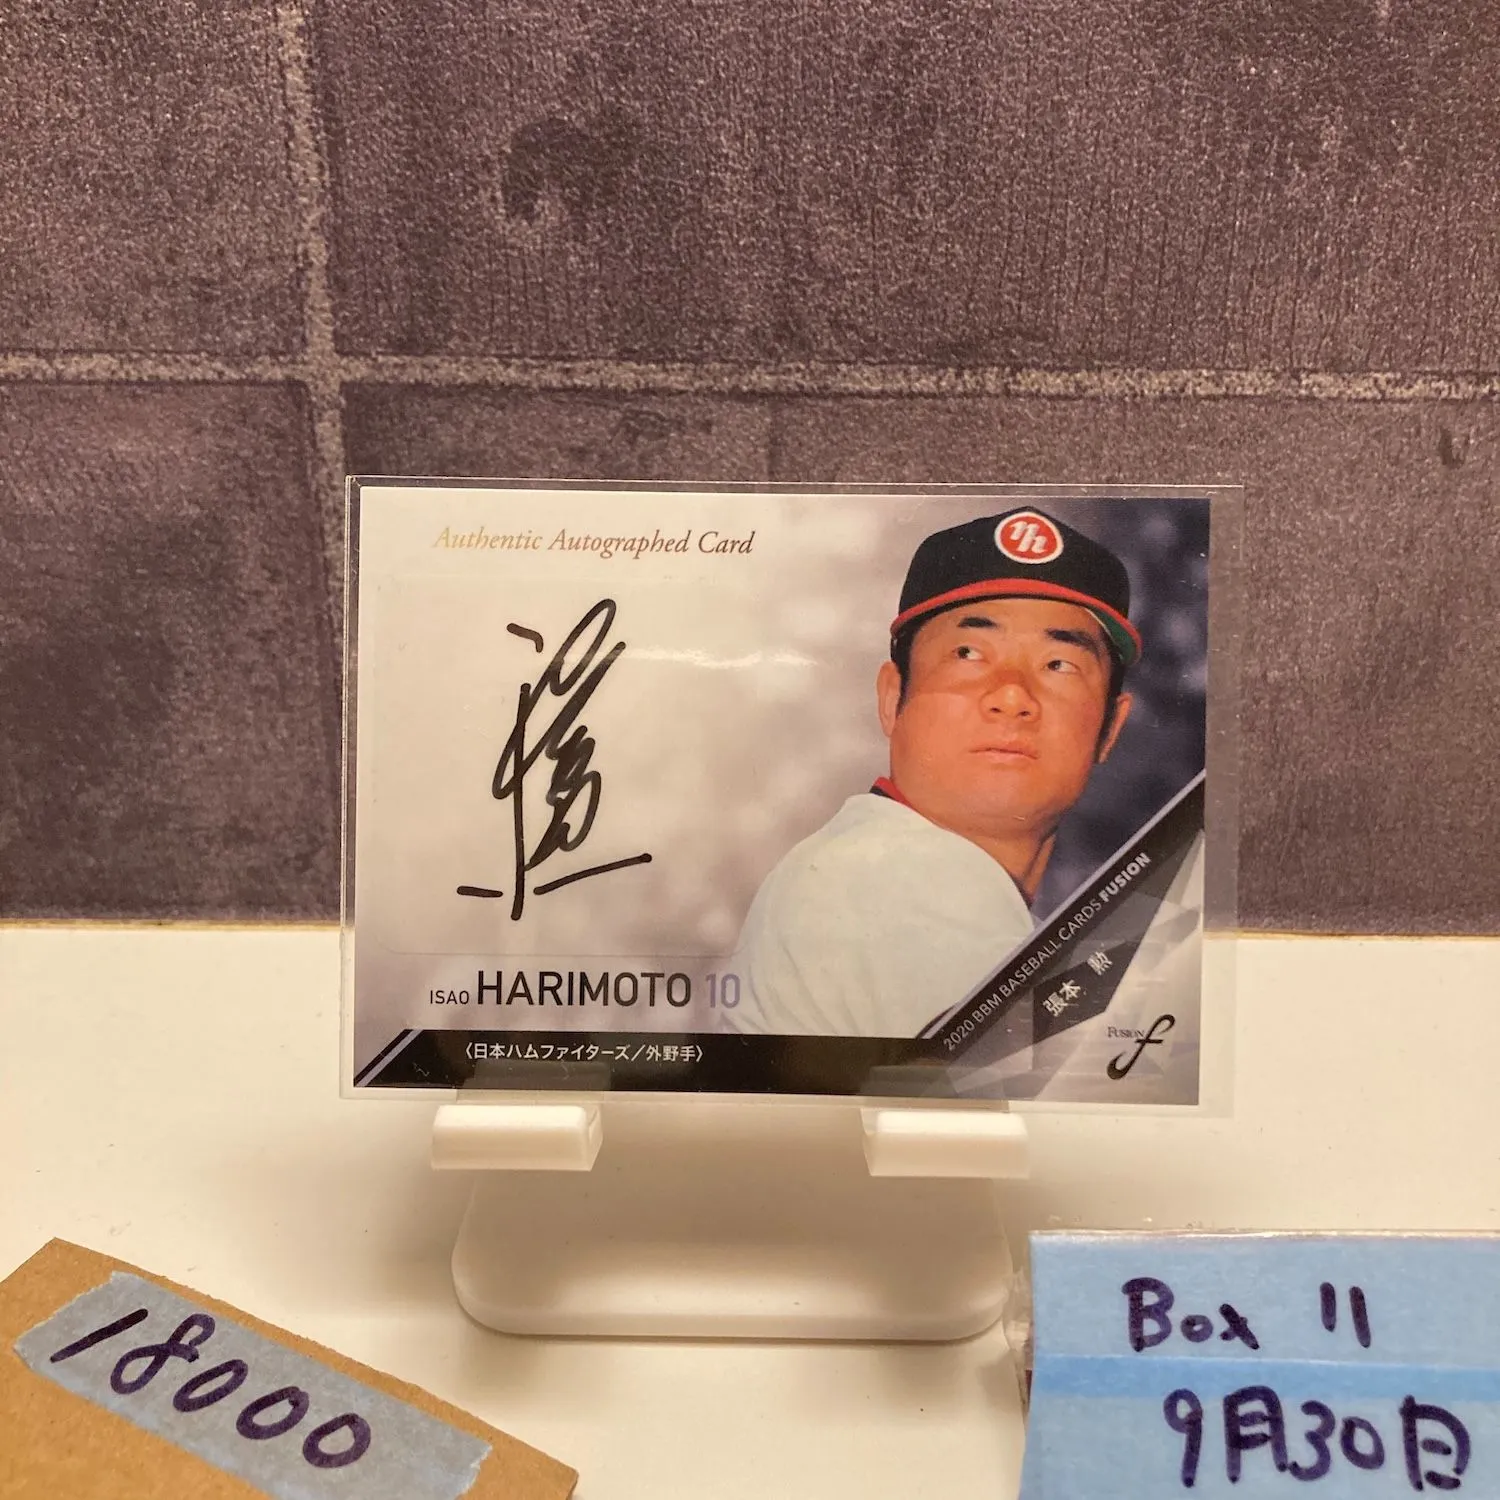 Authentic Autographed Card
nh
ISAO HARIMOTO 10
〈日本ハムファイターズ／外野手〉
2020 BBM BASEBALL CARDS FUSION
張本 勲
FUSION
f
18000
Box 11
9月30日